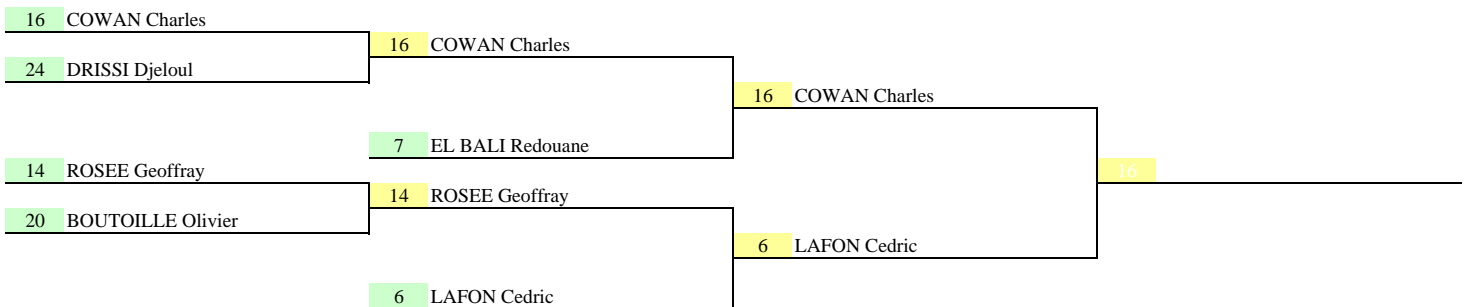 16 COWAN Charles
16 COWAN Charles
24 DRISSI Djeloul
16 COWAN Charles
7 EL BALI Redouane
14 ROSEE Geoffray
16
14 ROSEE Geoffray
20 BOUTOILLE Olivier
6 LAFON Cedric
6 LAFON Cedric